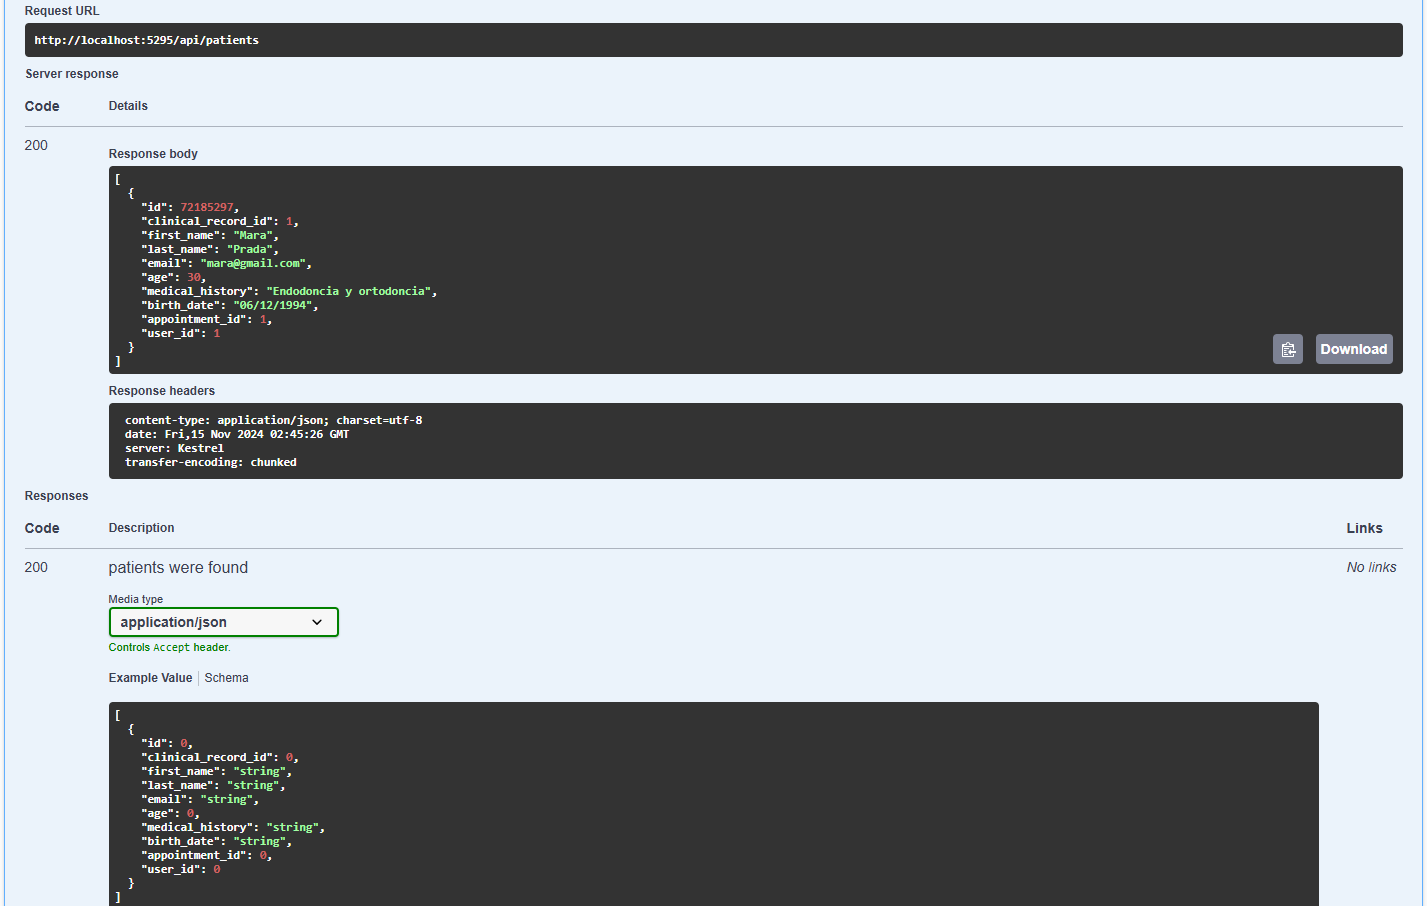 Request URL
http://localhost:5295/api/patients
Server response
Code Details
200
Response body
[
  {
    "id": 72185297,
    "clinical_record_id": 1,
    "first_name": "Mara",
    "last_name": "Prada",
    "email": "mara@gmail.com",
    "age": 30,
    "medical_history": "Endodoncia y ortodoncia",
    "birth_date": "06/12/1994",
    "appointment_id": 1,
    "user_id": 1
  }
]
Download
Response headers
content-type: application/json; charset=utf-8
date: Fri,15 Nov 2024 02:45:26 GMT
server: Kestrel
transfer-encoding: chunked
Responses
Code Description Links
200 patients were found No links
Media type
application/json
Controls Accept header.
Example Value Schema
[
  {
    "id": 0,
    "clinical_record_id": 0,
    "first_name": "string",
    "last_name": "string",
    "email": "string",
    "age": 0,
    "medical_history": "string",
    "birth_date": "string",
    "appointment_id": 0,
    "user_id": 0
  }
]